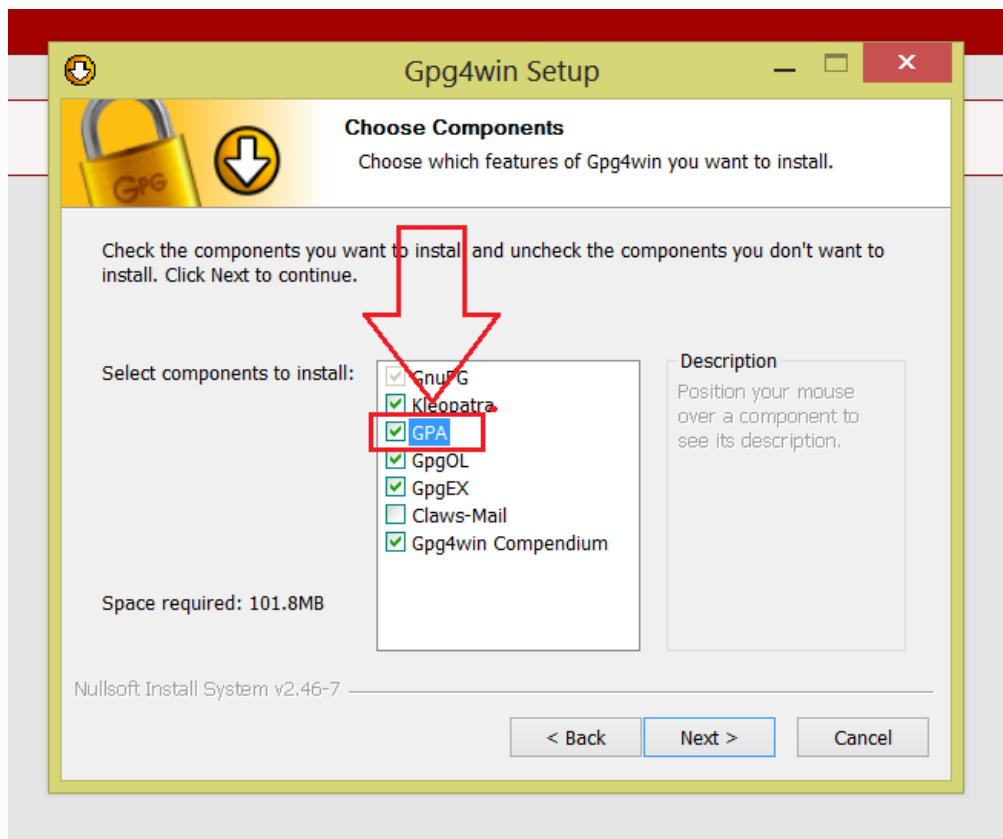 Gpg4win Setup
GPG
Choose Components
Choose which features of Gpg4win you want to install.
Check the components you want to install and uncheck the components you don't want to
install. Click Next to continue.
Select components to install:
GnuPG
Kleopatra
GPA
GpgOL
GpgEX
Claws-Mail
Gpg4win Compendium
Description
Position your mouse
over a component to
see its description.
Space required: 101.8MB
Nullsoft Install System v2.46-7
< Back
Next >
Cancel